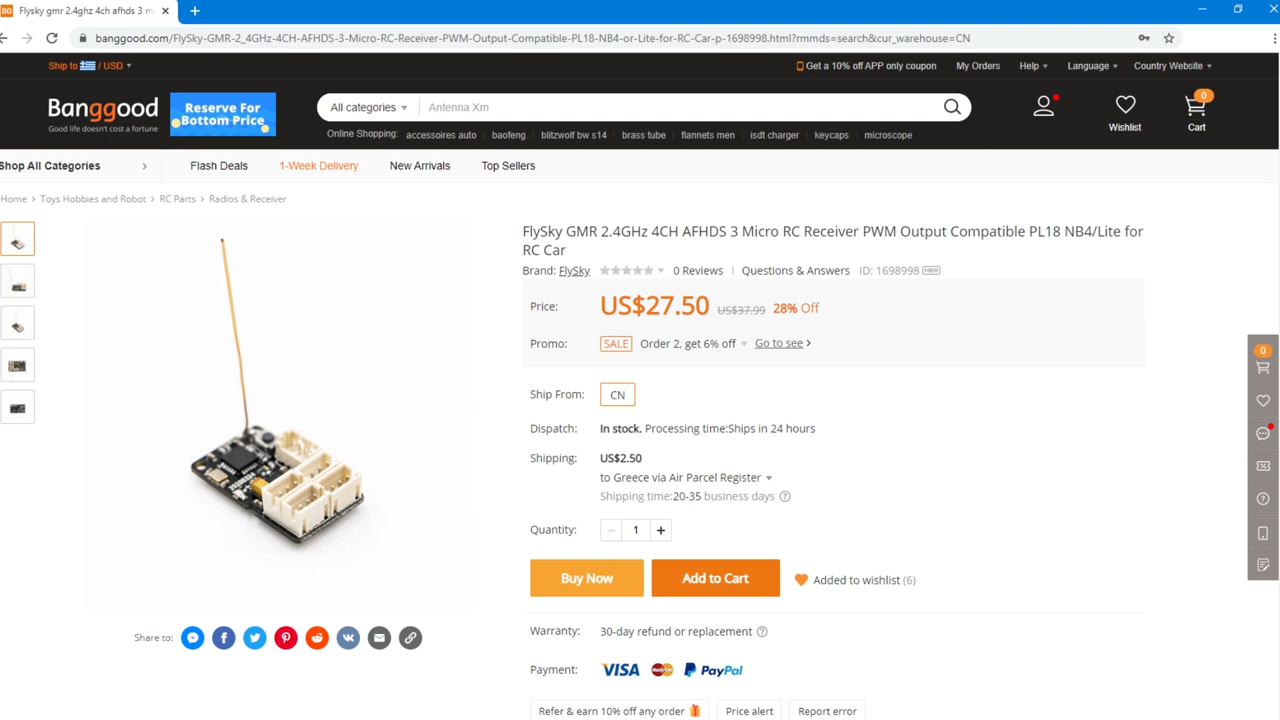 BG Flysky gmr 2.4ghz 4ch afhds 3 m
banggood.com/FlySky-GMR-2_4GHz-4CH-AFHDS-3-Micro-RC-Receiver-PWM-Output-Compatible-PL18-NB4-or-Lite-for-RC-Car-p-1698998.html?rmmds=search&cur_warehouse=CN
Ship to / USD
Get a 10% off APP only coupon
My Orders
Help
Language
Country Website
Banggood
Good life doesn't cost a fortune
Reserve For
Bottom Price
All categories
Antenna Xm
0
Wishlist
Cart
Online Shopping: accessoires auto baofeng blitzwolf bw s14 brass tube flannets men isdt charger keycaps microscope
Shop All Categories
Flash Deals
1-Week Delivery
New Arrivals
Top Sellers
Home > Toys Hobbies and Robot > RC Parts > Radios & Receiver
FlySky GMR 2.4GHz 4CH AFHDS 3 Micro RC Receiver PWM Output Compatible PL18 NB4/Lite for
RC Car
Brand: FlySky 0 Reviews Questions & Answers ID: 1698998 NEW
Price: US$27.50 US$37.99 28% Off
Promo: SALE Order 2, get 6% off Go to see >
0
Ship From: CN
Dispatch: In stock. Processing time:Ships in 24 hours
Shipping: US$2.50
to Greece via Air Parcel Register
Shipping time:20-35 business days ?
Quantity: − 1 +
Buy Now
Add to Cart
Added to wishlist (6)
Share to:
Warranty: 30-day refund or replacement ?
Payment: VISA MasterCard PayPal
Refer & earn 10% off any order
Price alert
Report error